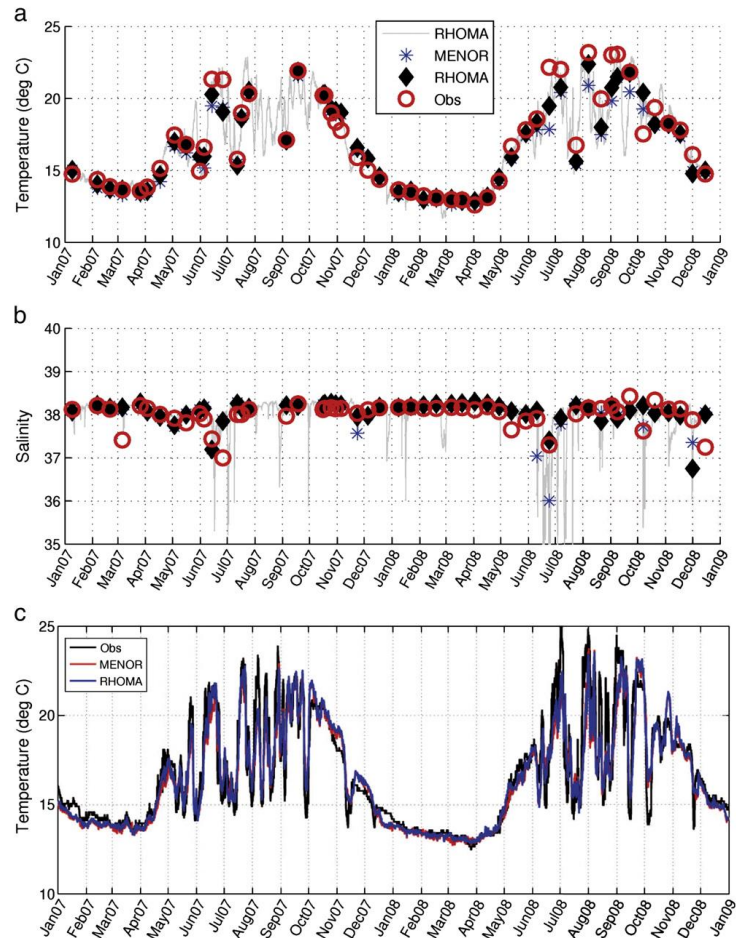 a
25
RHOMA
MENOR
RHOMA
Obs
Temperature (deg C)
20
15
10
Jan07 Feb07 Mar07 Apr07 May07 Jun07 Jul07 Aug07 Sep07 Oct07 Nov07 Dec07 Jan08 Feb08 Mar08 Apr08 May08 Jun08 Jul08 Aug08 Sep08 Oct08 Nov08 Dec08 Jan09
b
40
39
38
Salinity
37
36
35
Jan07 Feb07 Mar07 Apr07 May07 Jun07 Jul07 Aug07 Sep07 Oct07 Nov07 Dec07 Jan08 Feb08 Mar08 Apr08 May08 Jun08 Jul08 Aug08 Sep08 Oct08 Nov08 Dec08 Jan09
c
25
Obs
MENOR
RHOMA
Temperature (deg C)
20
15
10
Jan07 Feb07 Mar07 Apr07 May07 Jun07 Jul07 Aug07 Sep07 Oct07 Nov07 Dec07 Jan08 Feb08 Mar08 Apr08 May08 Jun08 Jul08 Aug08 Sep08 Oct08 Nov08 Dec08 Jan09